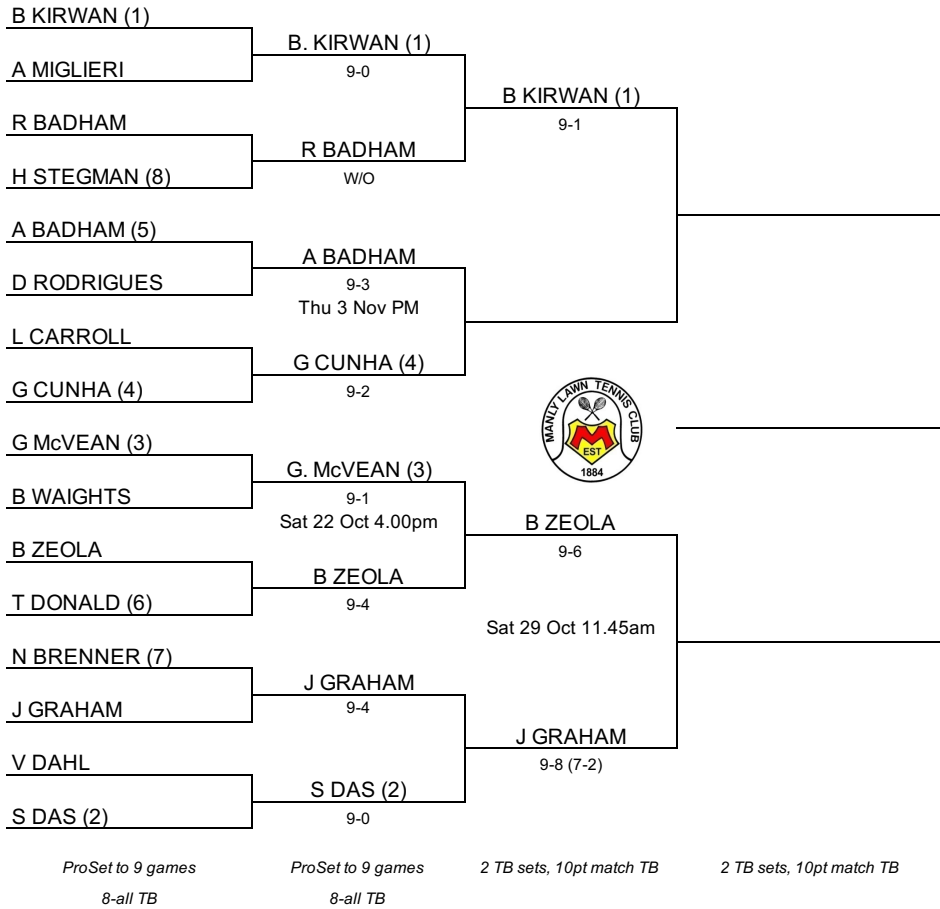 B KIRWAN (1)
A MIGLIERI
R BADHAM
H STEGMAN (8)
A BADHAM (5)
D RODRIGUES
L CARROLL
G CUNHA (4)
G McVEAN (3)
B WAIGHTS
B ZEOLA
T DONALD (6)
N BRENNER (7)
J GRAHAM
V DAHL
S DAS (2)
ProSet to 9 games
8-all TB
B. KIRWAN (1)
9-0
R BADHAM
W/O
A BADHAM
9-3
Thu 3 Nov PM
G CUNHA (4)
9-2
G. McVEAN (3)
9-1
Sat 22 Oct 4.00pm
B ZEOLA
9-4
J GRAHAM
9-4
S DAS (2)
9-0
ProSet to 9 games
8-all TB
B KIRWAN (1)
9-1
MANLY LAWN TENNIS CLUB
M
EST
1884
B ZEOLA
9-6
Sat 29 Oct 11.45am
J GRAHAM
9-8 (7-2)
2 TB sets, 10pt match TB
2 TB sets, 10pt match TB